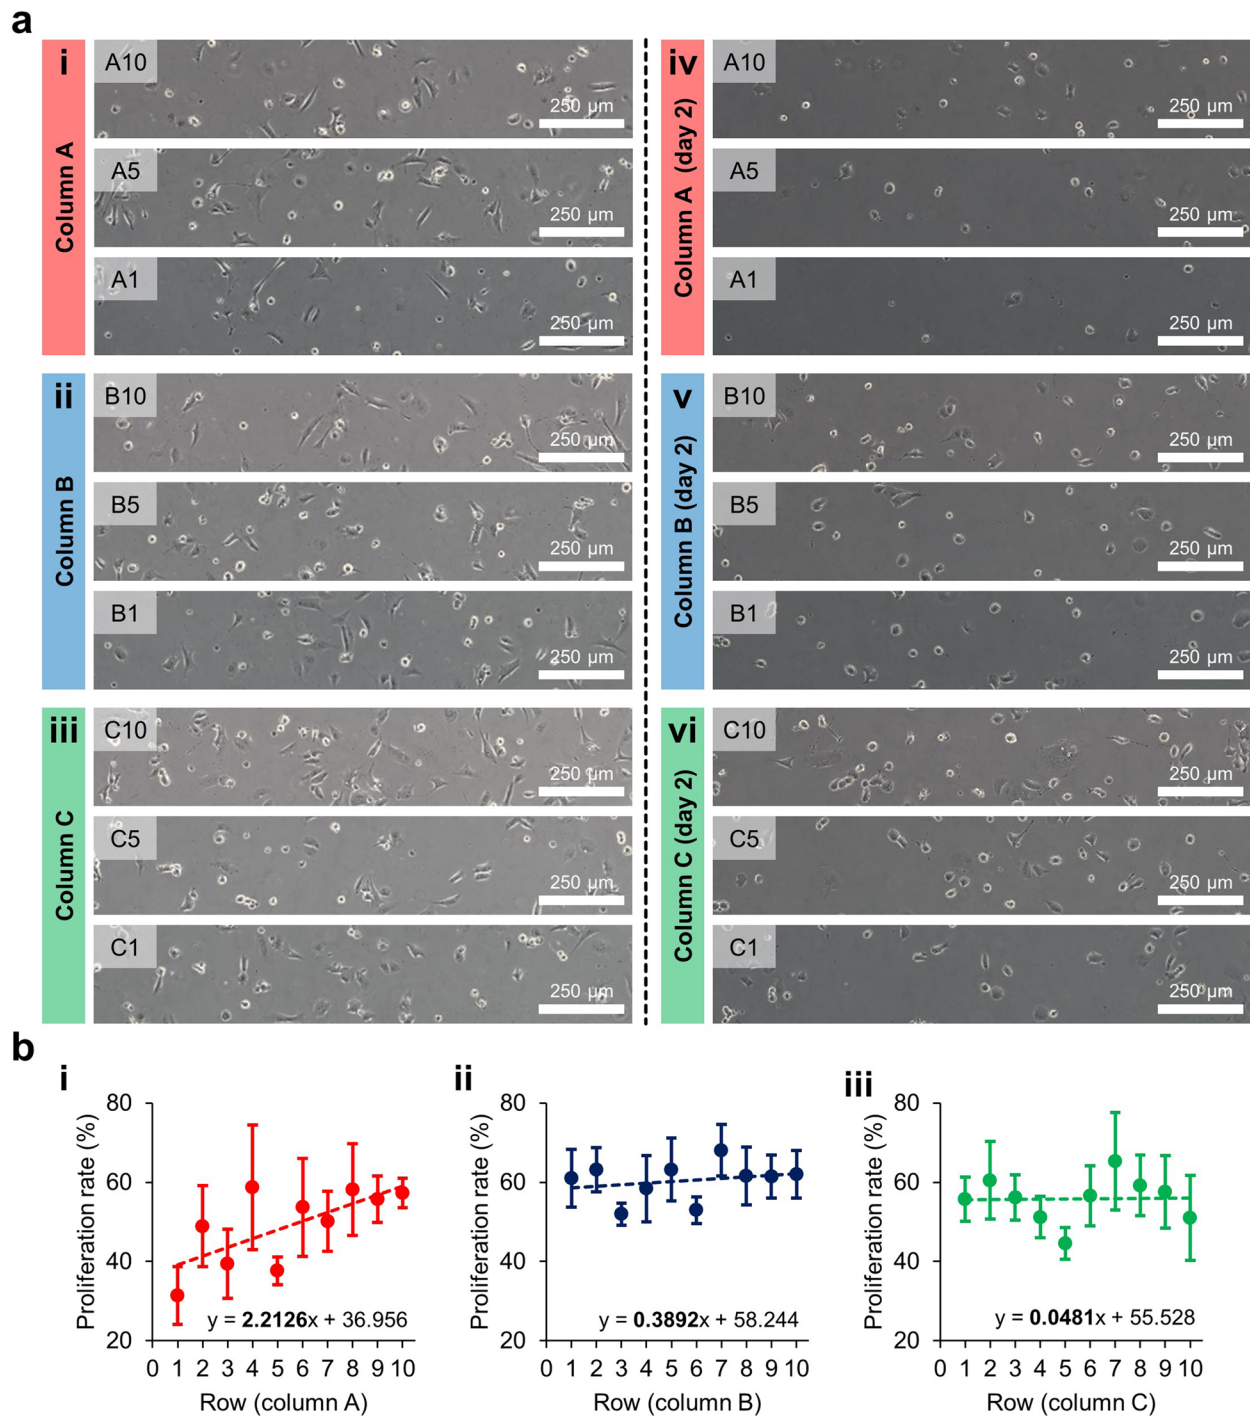 a
i
Column A
A10
250 µm
A5
250 µm
A1
250 µm
ii
Column B
B10
250 µm
B5
250 µm
B1
250 µm
iii
Column C
C10
250 µm
C5
250 µm
C1
250 µm
iv
Column A (day 2)
A10
250 µm
A5
250 µm
A1
250 µm
v
Column B (day 2)
B10
250 µm
B5
250 µm
B1
250 µm
vi
Column C (day 2)
C10
250 µm
C5
250 µm
C1
250 µm
b
i
Proliferation rate (%)
80
60
40
20
y = 2.2126x + 36.956
0 1 2 3 4 5 6 7 8 9 10
Row (column A)
ii
Proliferation rate (%)
80
60
40
20
y = 0.3892x + 58.244
0 1 2 3 4 5 6 7 8 9 10
Row (column B)
iii
Proliferation rate (%)
80
60
40
20
y = 0.0481x + 55.528
0 1 2 3 4 5 6 7 8 9 10
Row (column C)